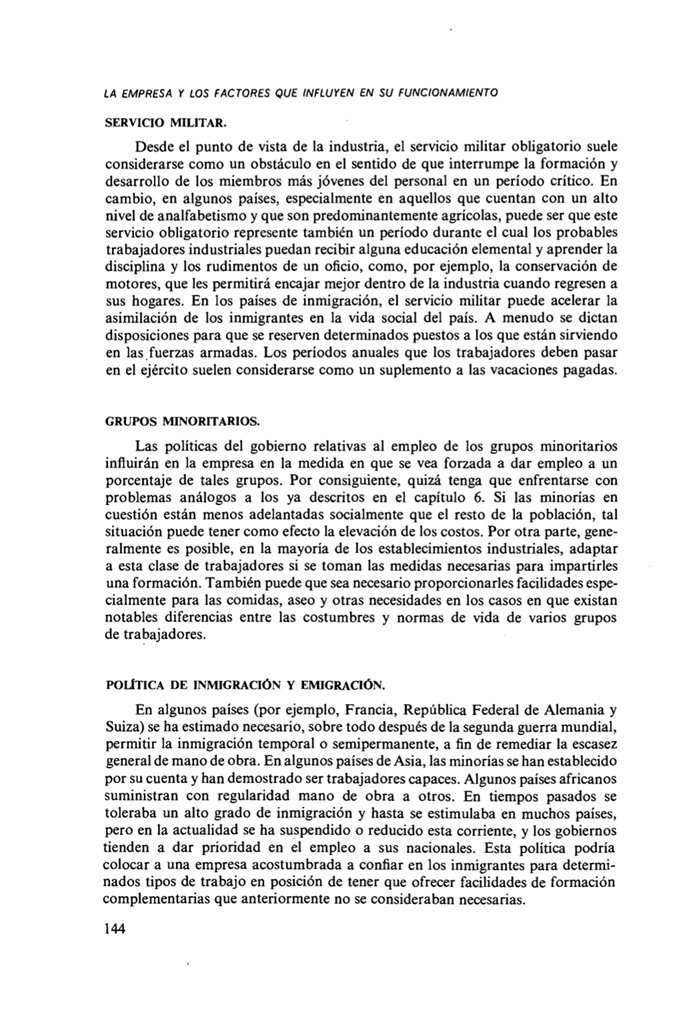 LA EMPRESA Y LOS FACTORES QUE INFLUYEN EN SU FUNCIONAMIENTO
SERVICIO MILITAR.
Desde el punto de vista de la industria, el servicio militar obligatorio suele
considerarse como un obstáculo en el sentido de que interrumpe la formación y
desarrollo de los miembros más jóvenes del personal en un período crítico. En
cambio, en algunos países, especialmente en aquellos que cuentan con un alto
nivel de analfabetismo y que son predominantemente agrícolas, puede ser que este
servicio obligatorio represente también un período durante el cual los probables
trabajadores industriales puedan recibir alguna educación elemental y aprender la
disciplina y los rudimentos de un oficio, como, por ejemplo, la conservación de
motores, que les permitirá encajar mejor dentro de la industria cuando regresen a
sus hogares. En los países de inmigración, el servicio militar puede acelerar la
asimilación de los inmigrantes en la vida social del país. A menudo se dictan
disposiciones para que se reserven determinados puestos a los que están sirviendo
en las fuerzas armadas. Los períodos anuales que los trabajadores deben pasar
en el ejército suelen considerarse como un suplemento a las vacaciones pagadas.
GRUPOS MINORITARIOS.
Las políticas del gobierno relativas al empleo de los grupos minoritarios
influirán en la empresa en la medida en que se vea forzada a dar empleo a un
porcentaje de tales grupos. Por consiguiente, quizá tenga que enfrentarse con
problemas análogos a los ya descritos en el capítulo 6. Si las minorías en
cuestión están menos adelantadas socialmente que el resto de la población, tal
situación puede tener como efecto la elevación de los costos. Por otra parte, gene-
ralmente es posible, en la mayoría de los establecimientos industriales, adaptar
a esta clase de trabajadores si se toman las medidas necesarias para impartirles
una formación. También puede que sea necesario proporcionarles facilidades espe-
cialmente para las comidas, aseo y otras necesidades en los casos en que existan
notables diferencias entre las costumbres y normas de vida de varios grupos
de trabajadores.
POLÍTICA DE INMIGRACIÓN Y EMIGRACIÓN.
En algunos países (por ejemplo, Francia, República Federal de Alemania y
Suiza) se ha estimado necesario, sobre todo después de la segunda guerra mundial,
permitir la inmigración temporal o semipermanente, a fin de remediar la escasez
general de mano de obra. En algunos países de Asia, las minorías se han establecido
por su cuenta y han demostrado ser trabajadores capaces. Algunos países africanos
suministran con regularidad mano de obra a otros. En tiempos pasados se
toleraba un alto grado de inmigración y hasta se estimulaba en muchos países,
pero en la actualidad se ha suspendido o reducido esta corriente, y los gobiernos
tienden a dar prioridad en el empleo a sus nacionales. Esta política podría
colocar a una empresa acostumbrada a confiar en los inmigrantes para determi-
nados tipos de trabajo en posición de tener que ofrecer facilidades de formación
complementarias que anteriormente no se consideraban necesarias.
144